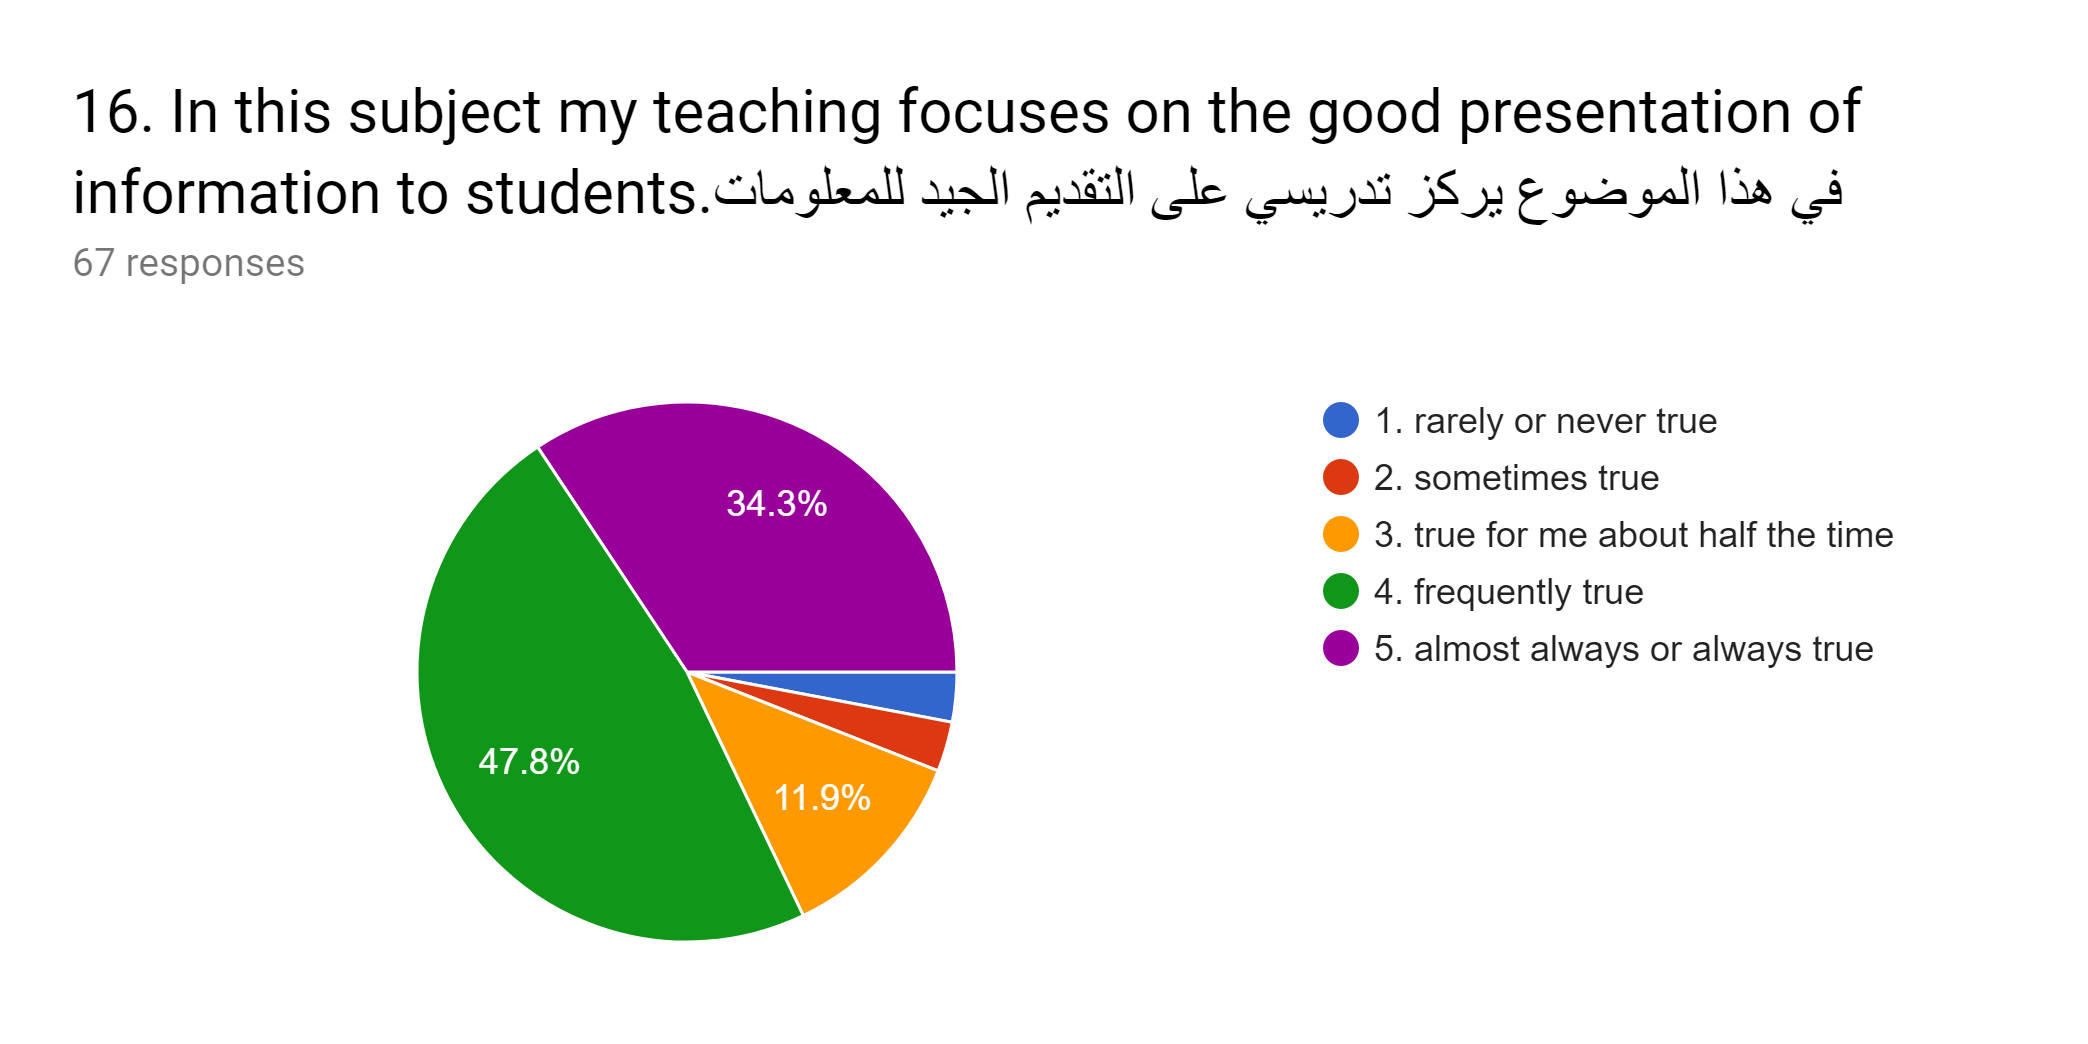 16. In this subject my teaching focuses on the good presentation of
information to students.في هذا الموضوع يركز تدريسي على التقديم الجيد للمعلومات
67 responses
34.3%
47.8%
11.9%
1. rarely or never true
2. sometimes true
3. true for me about half the time
4. frequently true
5. almost always or always true